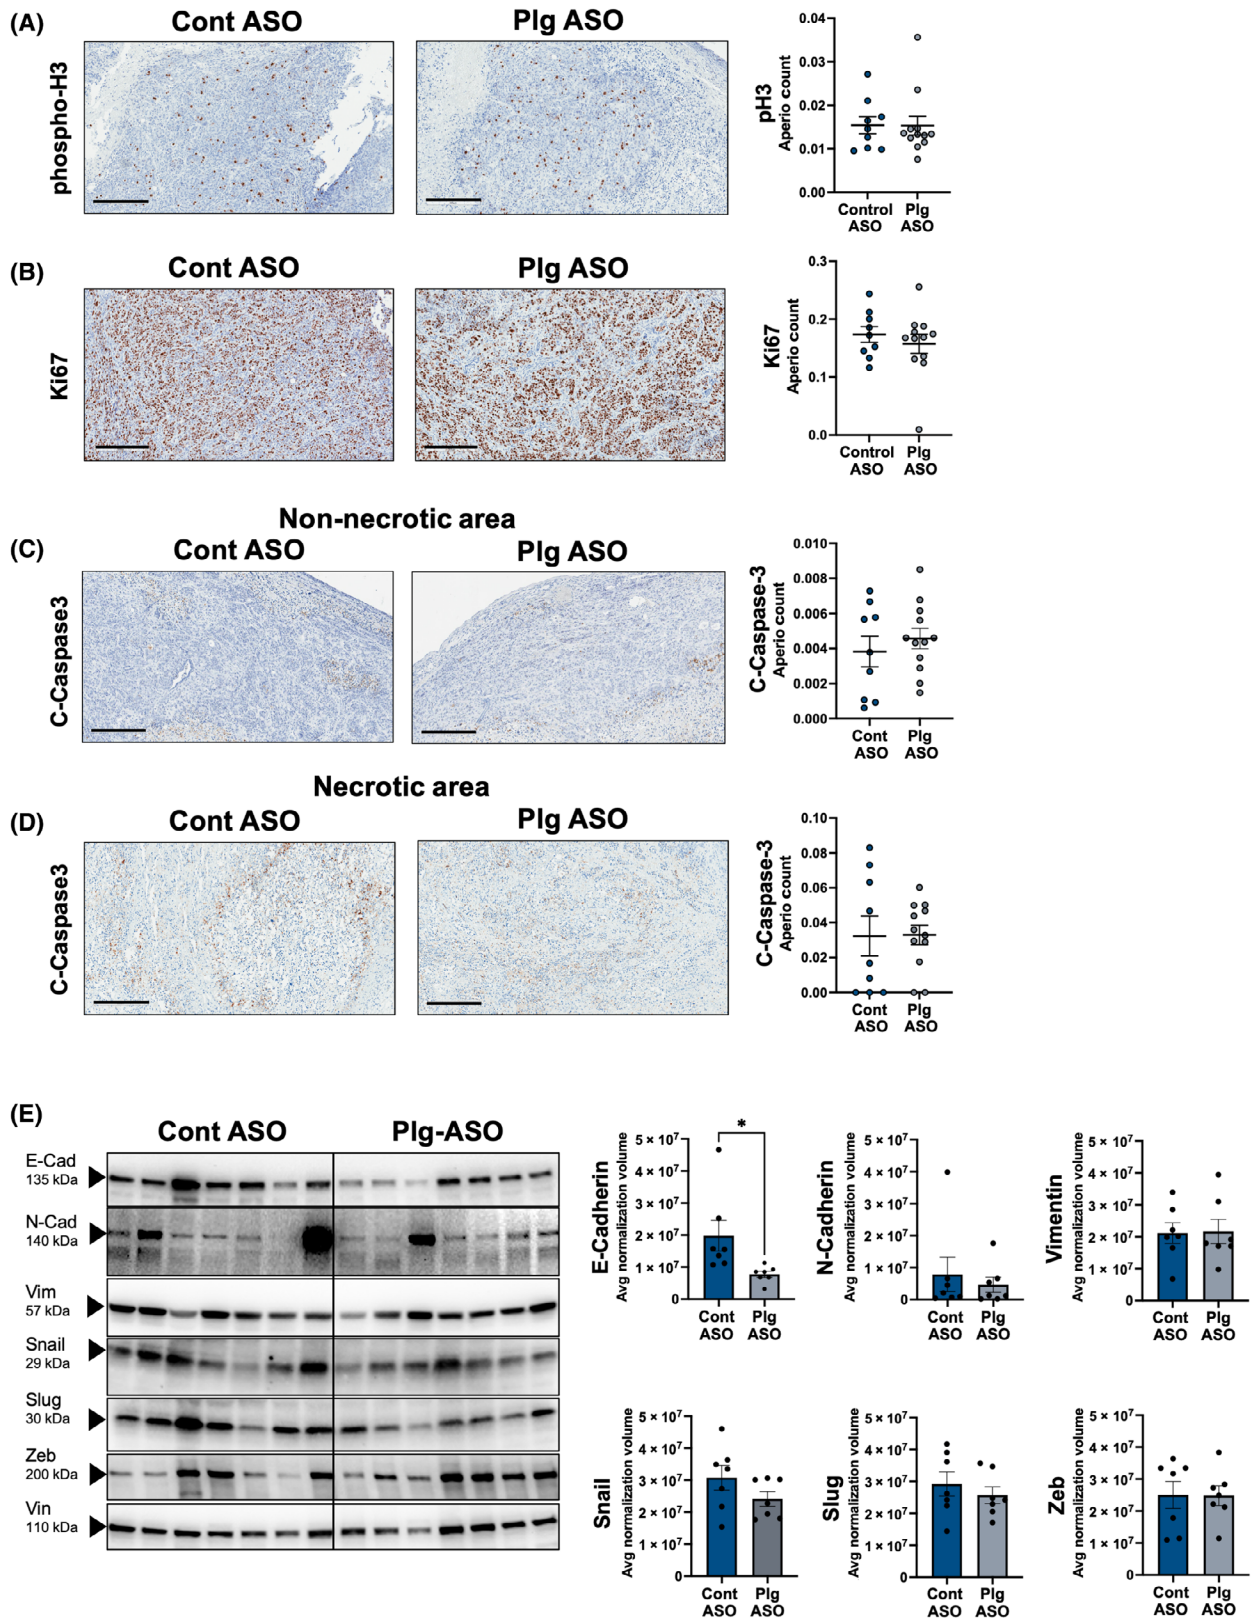 (A)
Cont ASO
Plg ASO
phospho-H3
pH3
Aperio count
0.04
0.03
0.02
0.01
0.00
Control
ASO
Plg
ASO
(B)
Cont ASO
Plg ASO
Ki67
Ki67
Aperio count
0.3
0.2
0.1
0.0
Control
ASO
Plg
ASO
Non-necrotic area
(C)
Cont ASO
Plg ASO
C-Caspase3
C-Caspase-3
Aperio count
0.010
0.008
0.006
0.004
0.002
0.000
Cont
ASO
Plg
ASO
Necrotic area
(D)
Cont ASO
Plg ASO
C-Caspase3
C-Caspase-3
Aperio count
0.10
0.08
0.06
0.04
0.02
0.00
Cont
ASO
Plg
ASO
(E)
Cont ASO
Plg-ASO
E-Cad
135 kDa
N-Cad
140 kDa
Vim
57 kDa
Snail
29 kDa
Slug
30 kDa
Zeb
200 kDa
Vin
110 kDa
E-Cadherin
Avg normalization volume
5 × 10⁷
4 × 10⁷
3 × 10⁷
2 × 10⁷
1 × 10⁷
0
*
Cont
ASO
Plg
ASO
N-Cadherin
Avg normalization volume
5 × 10⁷
4 × 10⁷
3 × 10⁷
2 × 10⁷
1 × 10⁷
0
Cont
ASO
Plg
ASO
Vimentin
Avg normalization volume
5 × 10⁷
4 × 10⁷
3 × 10⁷
2 × 10⁷
1 × 10⁷
0
Cont
ASO
Plg
ASO
Snail
Avg normalization volume
5 × 10⁷
4 × 10⁷
3 × 10⁷
2 × 10⁷
1 × 10⁷
0
Cont
ASO
Plg
ASO
Slug
Avg normalization volume
5 × 10⁷
4 × 10⁷
3 × 10⁷
2 × 10⁷
1 × 10⁷
0
Cont
ASO
Plg
ASO
Zeb
Avg normalization volume
5 × 10⁷
4 × 10⁷
3 × 10⁷
2 × 10⁷
1 × 10⁷
0
Cont
ASO
Plg
ASO